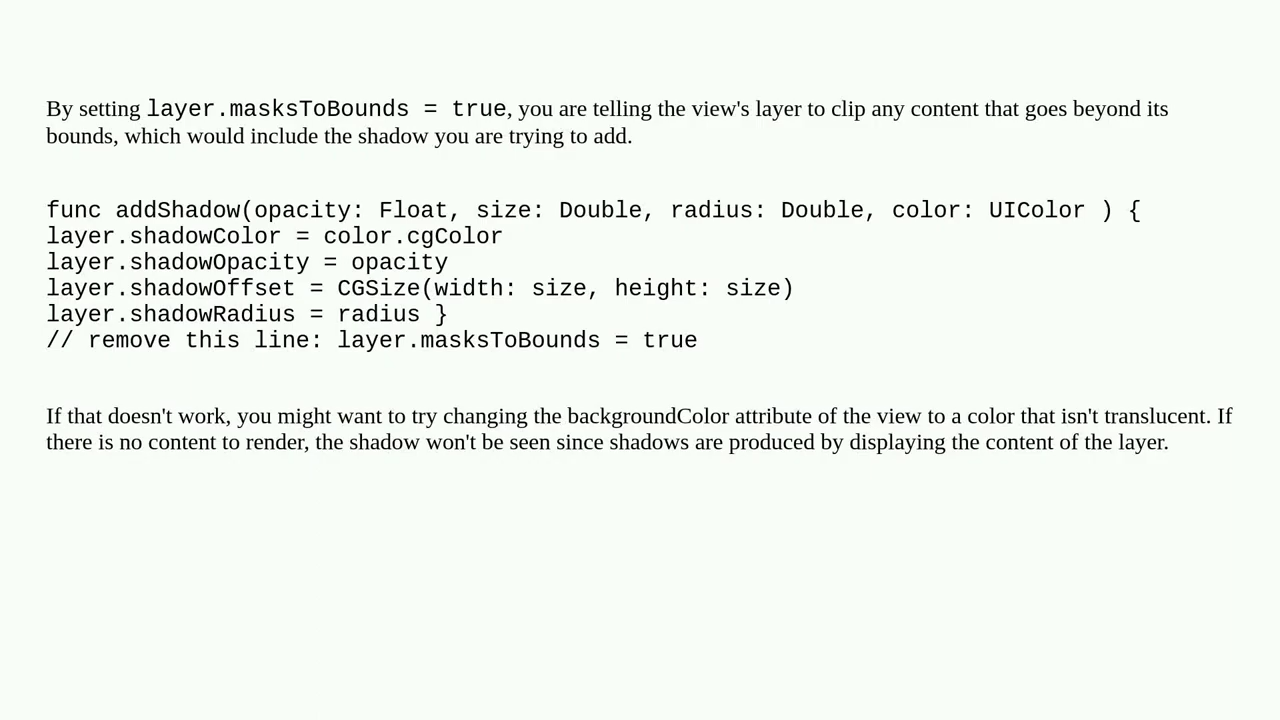 By setting layer.masksToBounds = true, you are telling the view's layer to clip any content that goes beyond its
bounds, which would include the shadow you are trying to add.
func addShadow(opacity: Float, size: Double, radius: Double, color: UIColor ) {
layer.shadowColor = color.cgColor
layer.shadowOpacity = opacity
layer.shadowOffset = CGSize(width: size, height: size)
layer.shadowRadius = radius }
// remove this line: layer.masksToBounds = true
If that doesn't work, you might want to try changing the backgroundColor attribute of the view to a color that isn't translucent. If
there is no content to render, the shadow won't be seen since shadows are produced by displaying the content of the layer.